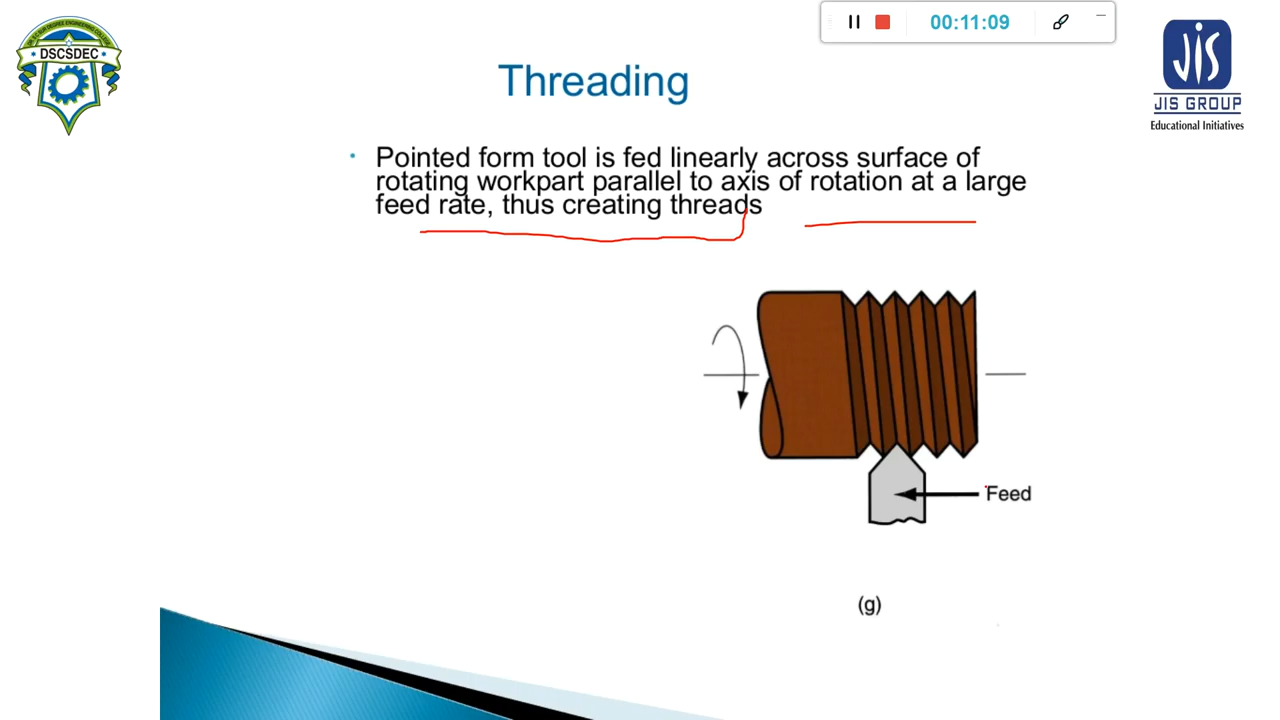 DSCSDEC
00:11:09
JIS
JIS GROUP
Educational Initiatives
Threading
• Pointed form tool is fed linearly across surface of
rotating workpart parallel to axis of rotation at a large
feed rate, thus creating threads
Feed
(g)